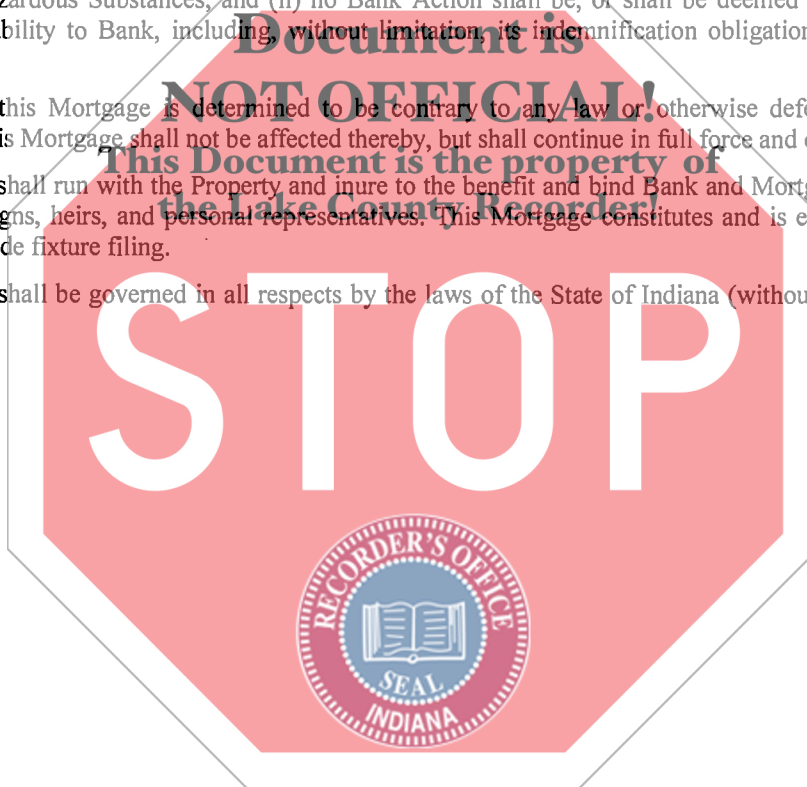 zardous Substances, and (ii) no Bank Action shall be, or shall be deemed
bility to Bank, including, without limitation, its indemnification obligation
Document is
this Mortgage is determined to be contrary to any law or otherwise defe
NOT OFFICIAL!
is Mortgage shall not be affected thereby, but shall continue in full force and e
This Document is the property of
shall run with the Property and inure to the benefit and bind Bank and Mortg
the Lake County Recorder!
gns, heirs, and personal representatives. This Mortgage constitutes and is e
de fixture filing.
shall be governed in all respects by the laws of the State of Indiana (withou
STOP
RECORDER'S OFFICE
SEAL
INDIANA